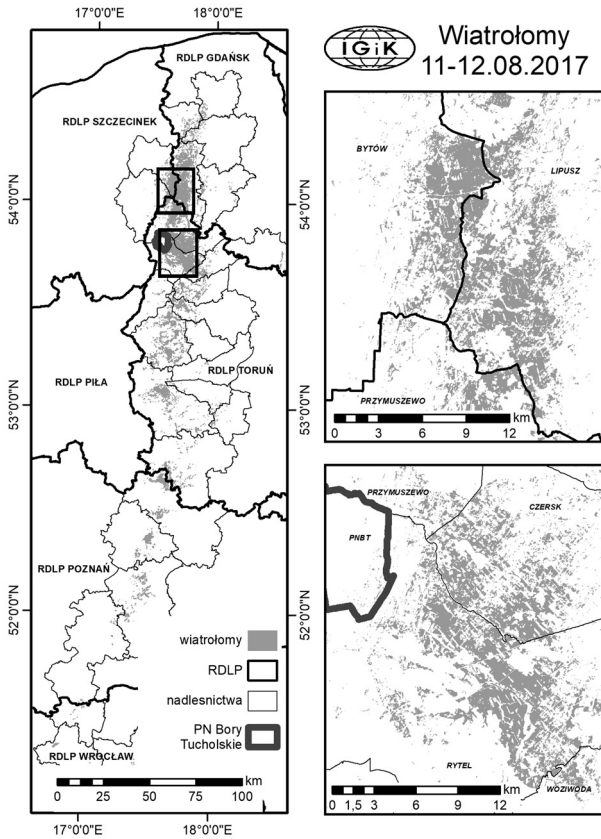 17°0'0"E
18°0'0"E
RDLP GDAŃSK
RDLP SZCZECINEK
54°0'0"N
54°0'0"N
RDLP PIŁA
RDLP TORUŃ
53°0'0"N
53°0'0"N
RDLP POZNAŃ
52°0'0"N
52°0'0"N
wiatrołomy
RDLP
nadlesnictwa
PN Bory
Tucholskie
RDLP WROCŁAW
km
0 25 50 75 100
17°0'0"E
18°0'0"E
IGiK
Wiatrołomy
11-12.08.2017
BYTÓW
LIPUSZ
PRZYMUSZEWO
km
0 3 6 9 12
PRZYMUSZEWO
CZERSK
PNBT
RYTEL
WOZIWODA
km
0 1,5 3 6 9 12